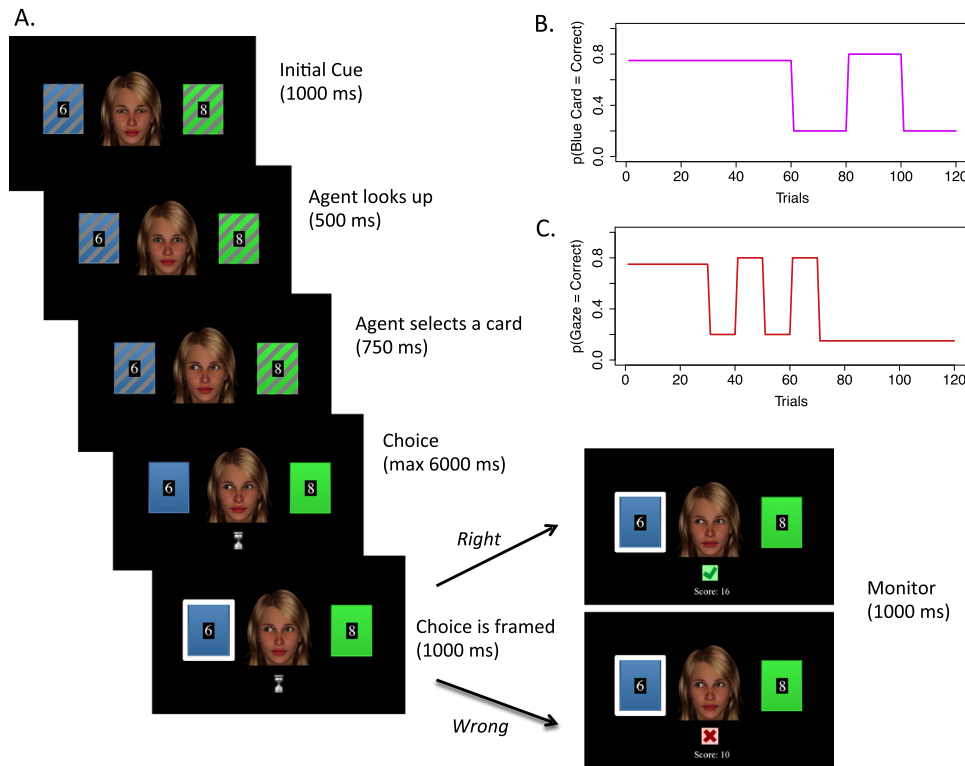 A.
6
8
Initial Cue
(1000 ms)
6
8
Agent looks up
(500 ms)
6
8
Agent selects a card
(750 ms)
6
8
Choice
(max 6000 ms)
6
8
Choice is framed
(1000 ms)
Right
Wrong
6
8
Score: 16
6
8
Score: 10
Monitor
(1000 ms)
B.
p(Blue Card = Correct)
0.0
0.4
0.8
0
20
40
60
80
100
120
Trials
C.
p(Gaze = Correct)
0.0
0.4
0.8
0
20
40
60
80
100
120
Trials